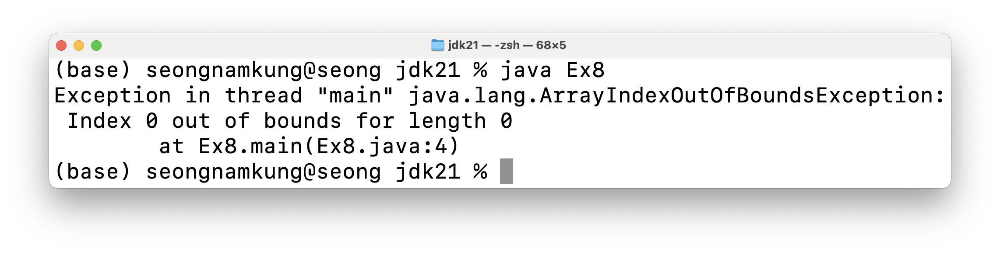 jdk21 — -zsh — 68×5
(base) seongnamkung@seong jdk21 % java Ex8
Exception in thread "main" java.lang.ArrayIndexOutOfBoundsException:
 Index 0 out of bounds for length 0
        at Ex8.main(Ex8.java:4)
(base) seongnamkung@seong jdk21 %